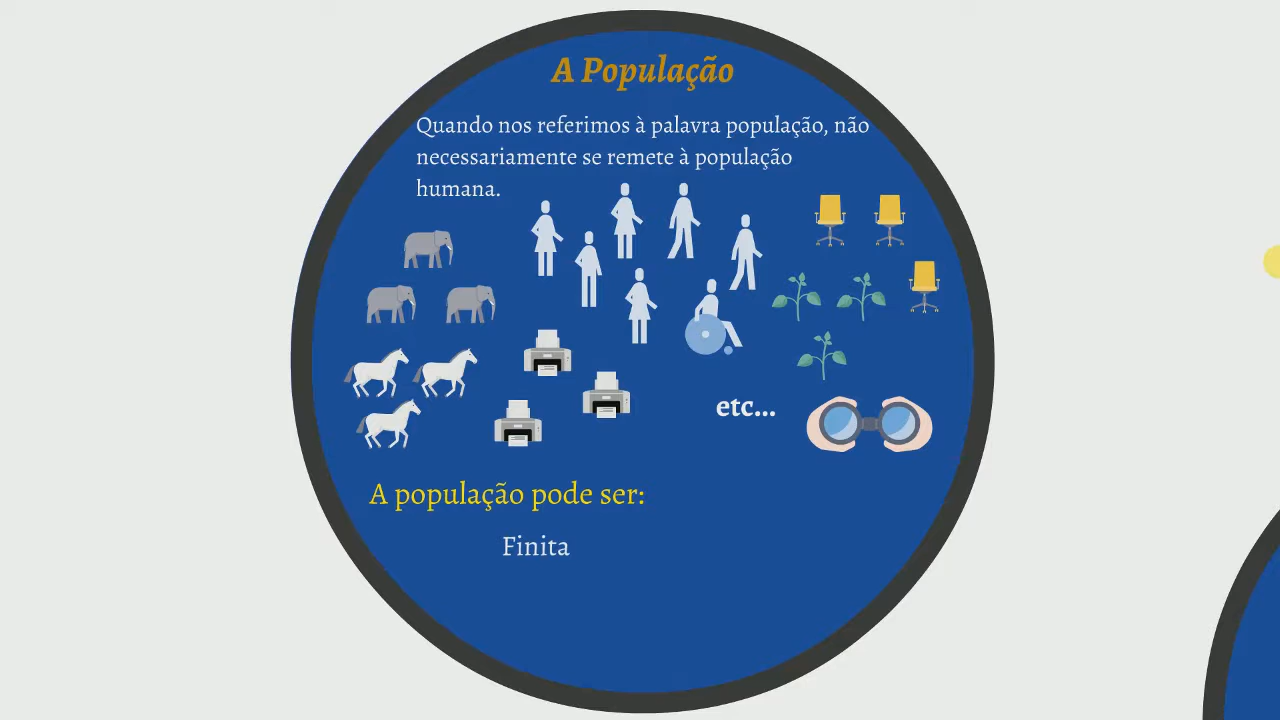 A População
Quando nos referimos à palavra população, não
necessariamente se remete à população
humana.
etc...
A população pode ser:
Finita